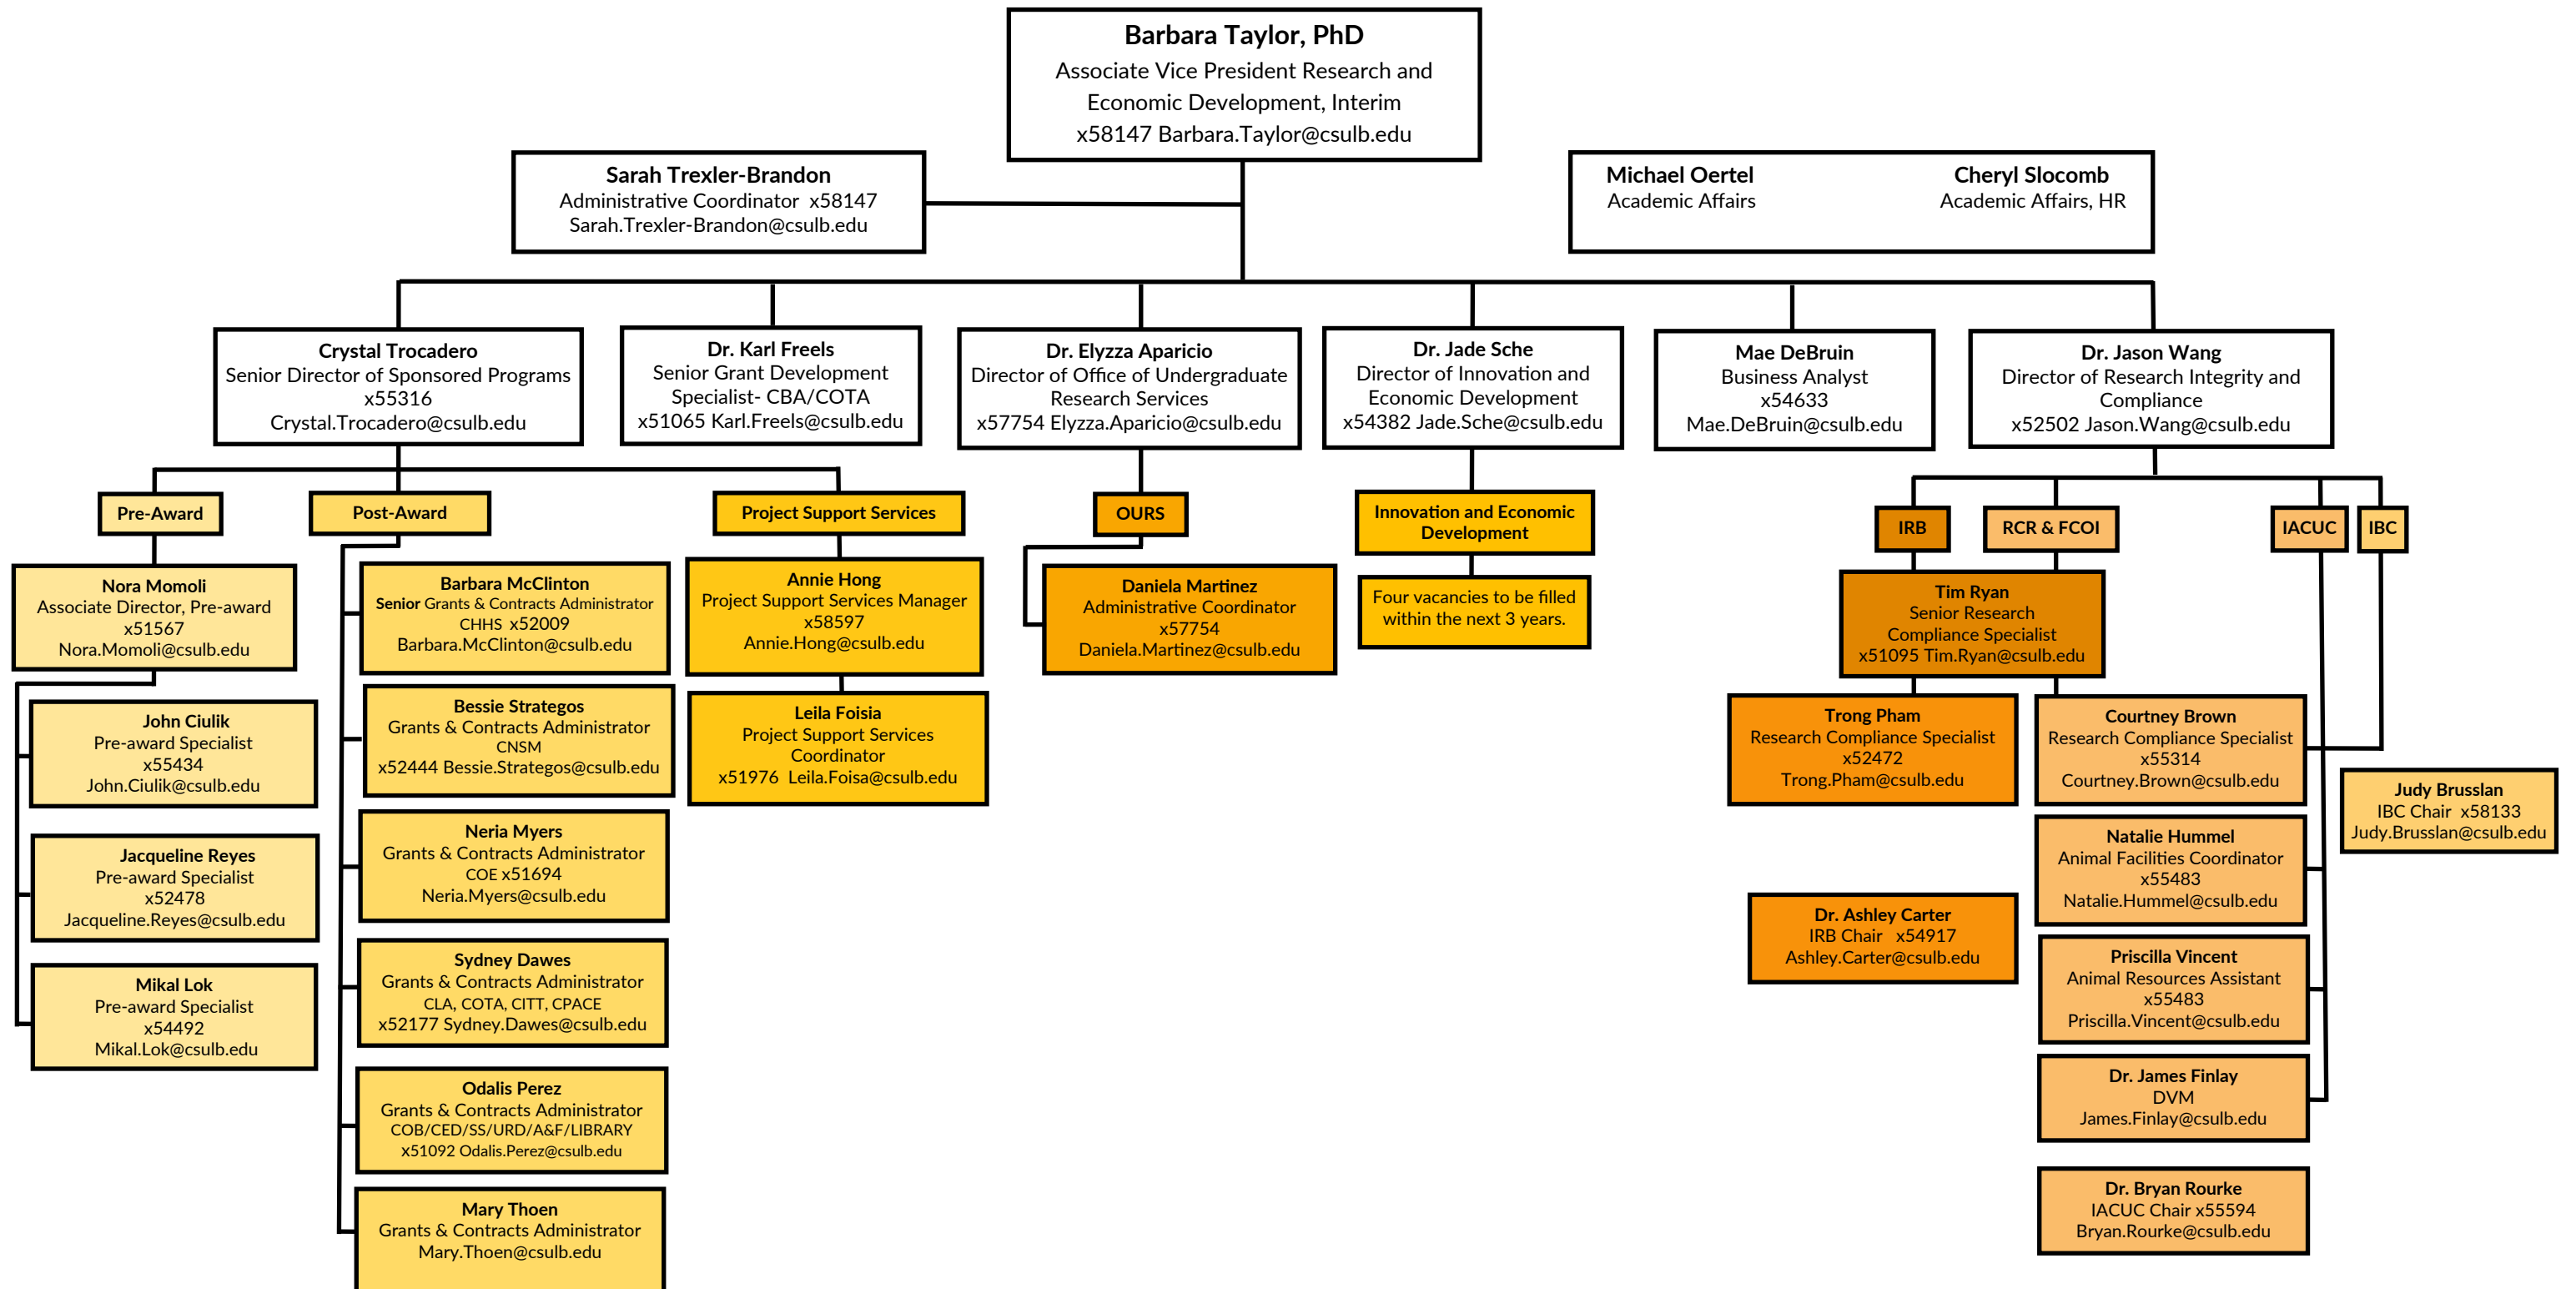 Barbara Taylor, PhD
Associate Vice President Research and
Economic Development, Interim
x58147 Barbara.Taylor@csulb.edu
Sarah Trexler-Brandon
Administrative Coordinator x58147
Sarah.Trexler-Brandon@csulb.edu
Michael Oertel
Academic Affairs
Cheryl Slocomb
Academic Affairs, HR
Crystal Trocadero
Senior Director of Sponsored Programs
x55316
Crystal.Trocadero@csulb.edu
Dr. Karl Freels
Senior Grant Development
Specialist- CBA/COTA
x51065 Karl.Freels@csulb.edu
Dr. Elyzza Aparicio
Director of Office of Undergraduate
Research Services
x57754 Elyzza.Aparicio@csulb.edu
Dr. Jade Sche
Director of Innovation and
Economic Development
x54382 Jade.Sche@csulb.edu
Mae DeBruin
Business Analyst
x54633
Mae.DeBruin@csulb.edu
Dr. Jason Wang
Director of Research Integrity and
Compliance
x52502 Jason.Wang@csulb.edu
Pre-Award
Post-Award
Project Support Services
OURS
Innovation and Economic
Development
IRB
RCR & FCOI
IACUC
IBC
Nora Momoli
Associate Director, Pre-award
x51567
Nora.Momoli@csulb.edu
John Ciulik
Pre-award Specialist
x55434
John.Ciulik@csulb.edu
Jacqueline Reyes
Pre-award Specialist
x52478
Jacqueline.Reyes@csulb.edu
Mikal Lok
Pre-award Specialist
x54492
Mikal.Lok@csulb.edu
Barbara McClinton
Senior Grants & Contracts Administrator
CHHS x52009
Barbara.McClinton@csulb.edu
Bessie Strategos
Grants & Contracts Administrator
CNSM
x52444 Bessie.Strategos@csulb.edu
Neria Myers
Grants & Contracts Administrator
COE x51694
Neria.Myers@csulb.edu
Sydney Dawes
Grants & Contracts Administrator
CLA, COTA, CITT, CPACE
x52177 Sydney.Dawes@csulb.edu
Odalis Perez
Grants & Contracts Administrator
COB/CED/SS/URD/A&F/LIBRARY
x51092 Odalis.Perez@csulb.edu
Mary Thoen
Grants & Contracts Administrator
Mary.Thoen@csulb.edu
Annie Hong
Project Support Services Manager
x58597
Annie.Hong@csulb.edu
Leila Foisia
Project Support Services
Coordinator
x51976 Leila.Foisa@csulb.edu
Daniela Martinez
Administrative Coordinator
x57754
Daniela.Martinez@csulb.edu
Four vacancies to be filled
within the next 3 years.
Tim Ryan
Senior Research
Compliance Specialist
x51095 Tim.Ryan@csulb.edu
Trong Pham
Research Compliance Specialist
x52472
Trong.Pham@csulb.edu
Dr. Ashley Carter
IRB Chair x54917
Ashley.Carter@csulb.edu
Courtney Brown
Research Compliance Specialist
x55314
Courtney.Brown@csulb.edu
Natalie Hummel
Animal Facilities Coordinator
x55483
Natalie.Hummel@csulb.edu
Priscilla Vincent
Animal Resources Assistant
x55483
Priscilla.Vincent@csulb.edu
Dr. James Finlay
DVM
James.Finlay@csulb.edu
Dr. Bryan Rourke
IACUC Chair x55594
Bryan.Rourke@csulb.edu
Judy Brusslan
IBC Chair x58133
Judy.Brusslan@csulb.edu